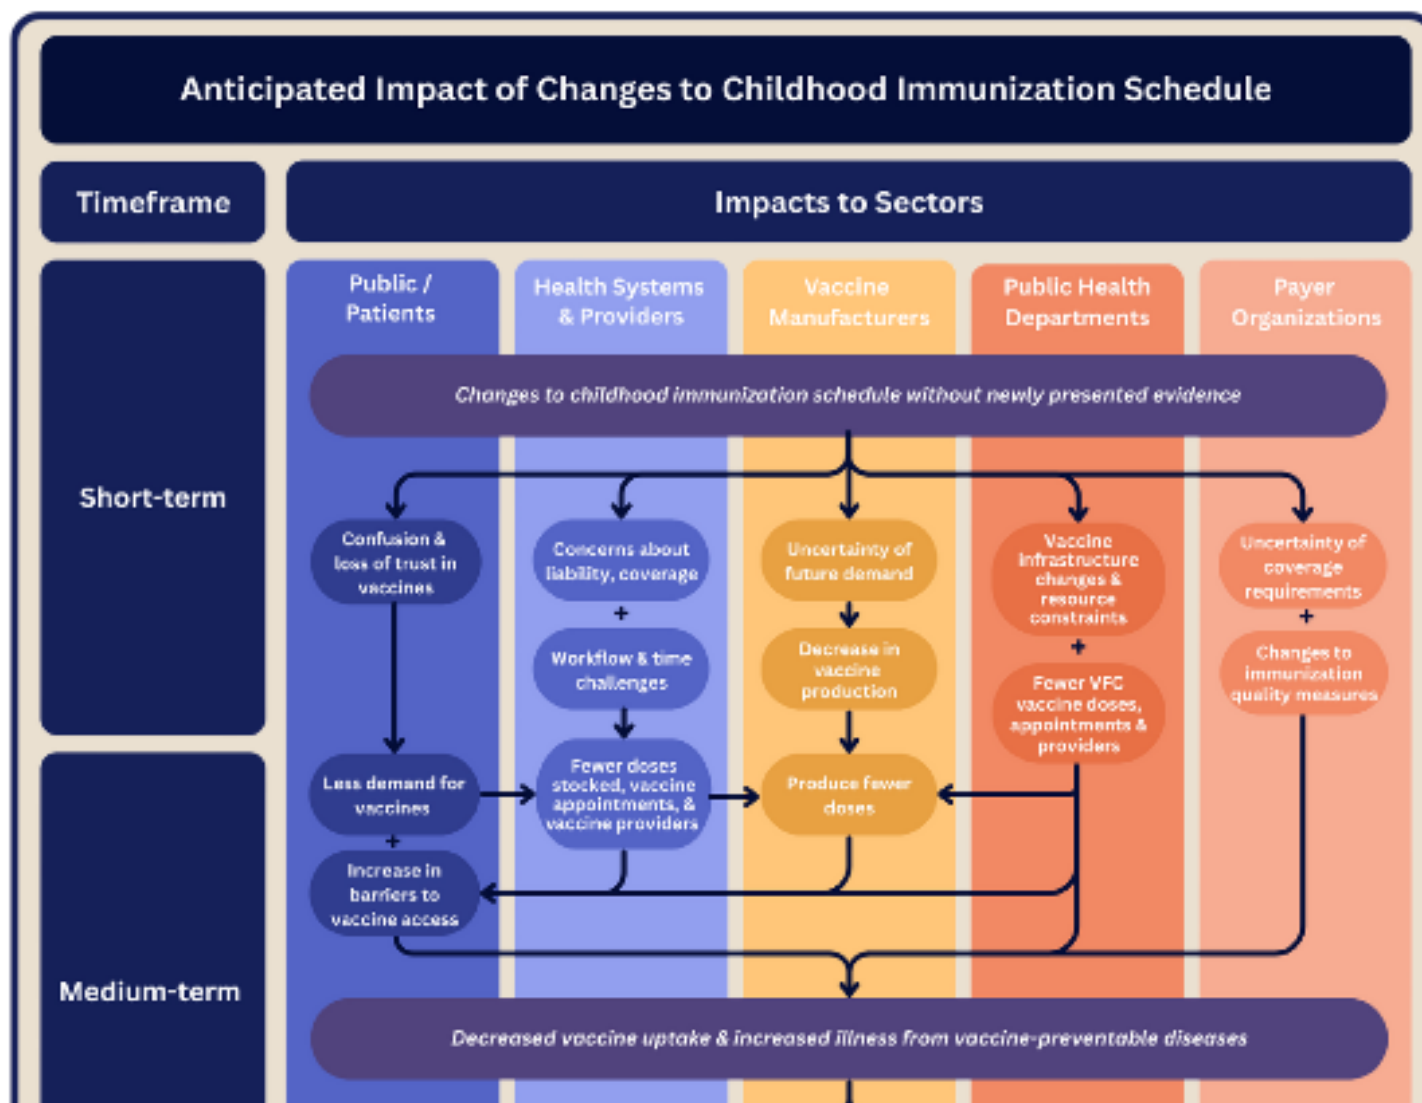 Anticipated Impact of Changes to Childhood Immunization Schedule
Timeframe
Impacts to Sectors
Short-term
Public /
Patients
Health Systems
& Providers
Vaccine
Manufacturers
Public Health
Departments
Payer
Organizations
Changes to childhood immunization schedule without newly presented evidence
Confusion &
loss of trust in
vaccines
Concerns about
liability, coverage
+
Workflow & time
challenges
Uncertainty of
future demand
Decrease in
vaccine
production
Vaccine
infrastructure
changes &
resource
constraints
+
Fewer VFC
vaccine doses,
appointments &
providers
Uncertainty of
coverage
requirements
+
Changes to
immunization
quality measures
Medium-term
Less demand for
vaccines
+
Increase in
barriers to
vaccine access
Fewer doses
stocked, vaccine
appointments, &
vaccine providers
Produce fewer
doses
Decreased vaccine uptake & increased illness from vaccine-preventable diseases